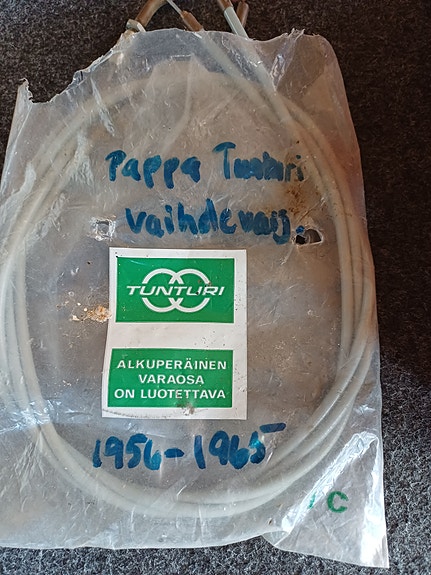 Pappa Tunturi
vaihdevaij.
TUNTURI
ALKUPERÄINEN
VARAOSA
ON LUOTETTAVA
1956-1965
C